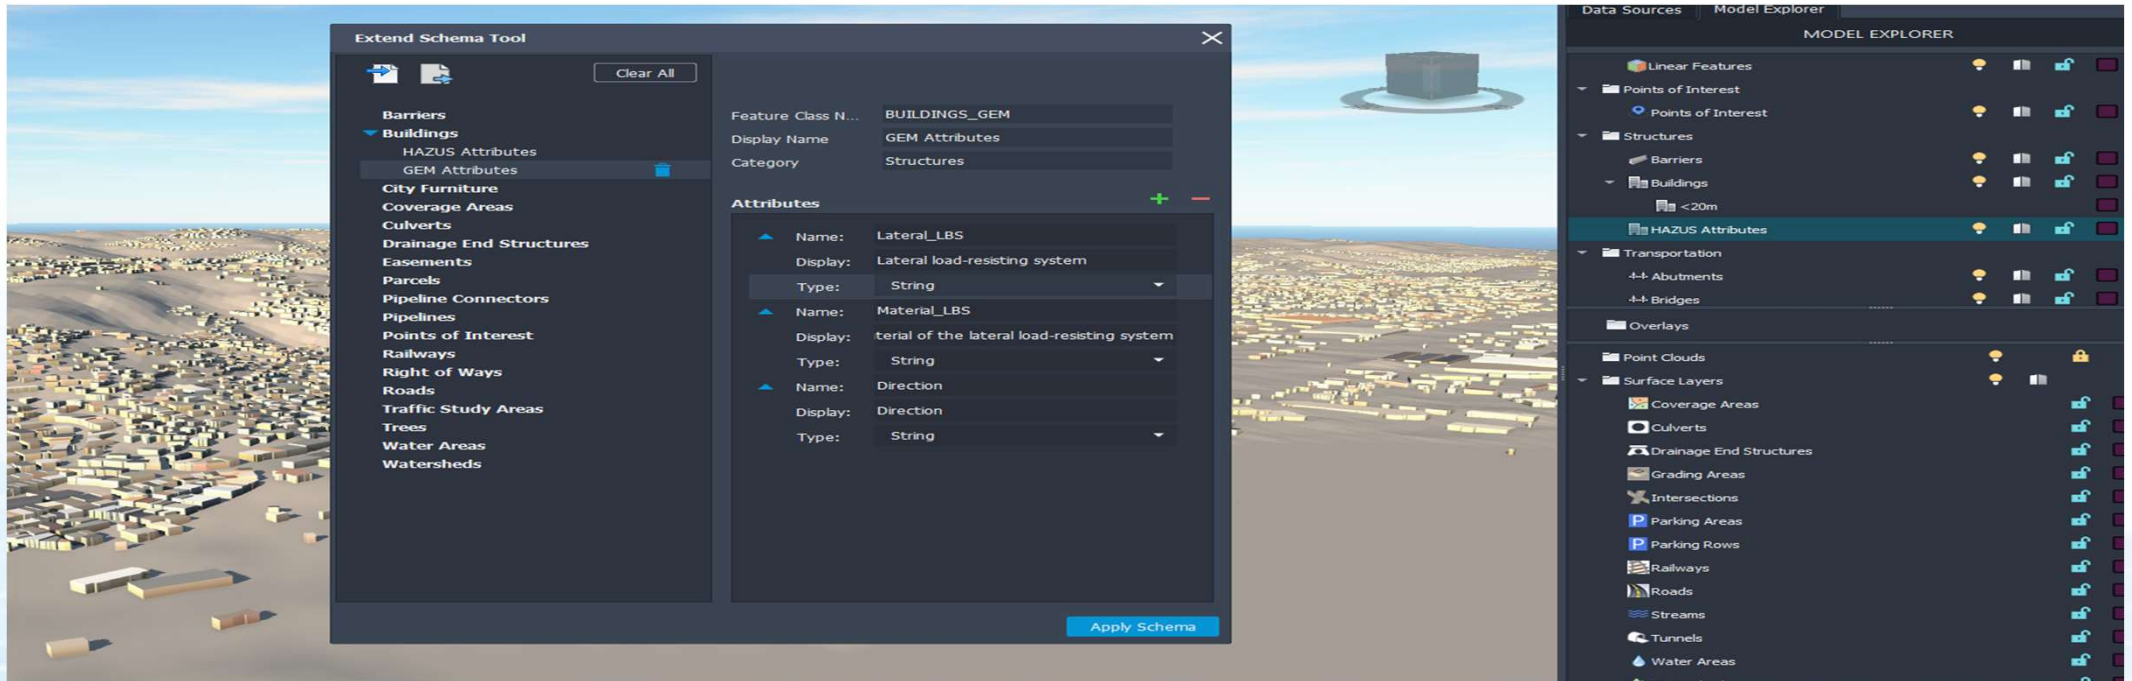 Extend Schema Tool
Clear All
Barriers
Buildings
HAZUS Attributes
GEM Attributes
City Furniture
Coverage Areas
Culverts
Drainage End Structures
Easements
Parcels
Pipeline Connectors
Pipelines
Points of Interest
Railways
Right of Ways
Roads
Traffic Study Areas
Trees
Water Areas
Watersheds
Feature Class N... BUILDINGS_GEM
Display Name GEM Attributes
Category Structures
Attributes
Name: Lateral_LBS
Display: Lateral load-resisting system
Type: String
Name: Material_LBS
Display: terial of the lateral load-resisting system
Type: String
Name: Direction
Display: Direction
Type: String
Apply Schema
Data Sources Model Explorer
MODEL EXPLORER
Linear Features
Points of Interest
Points of Interest
Structures
Barriers
Buildings
<20m
HAZUS Attributes
Transportation
Abutments
Bridges
Overlays
Point Clouds
Surface Layers
Coverage Areas
Culverts
Drainage End Structures
Grading Areas
Intersections
P Parking Areas
P Parking Rows
Railways
Roads
Streams
Tunnels
Water Areas